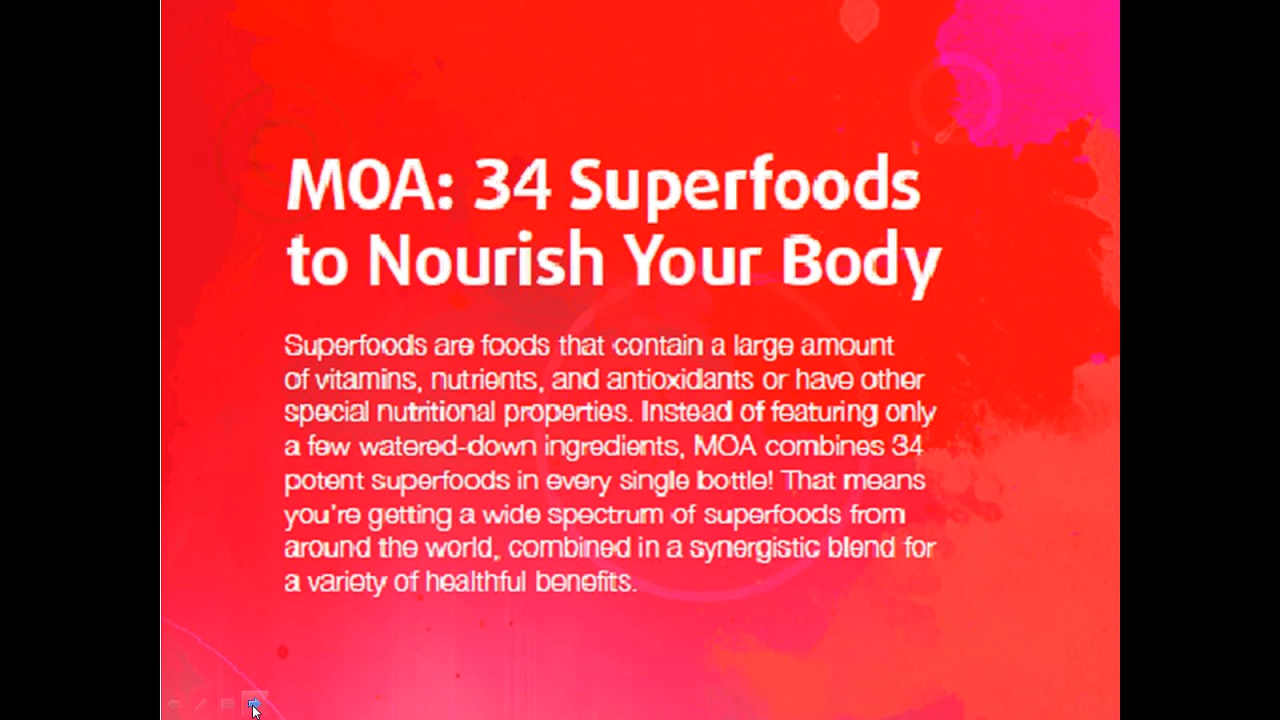 MOA: 34 Superfoods
to Nourish Your Body
Superfoods are foods that contain a large amount
of vitamins, nutrients, and antioxidants or have other
special nutritional properties. Instead of featuring only
a few watered-down ingredients, MOA combines 34
potent superfoods in every single bottle! That means
you're getting a wide spectrum of superfoods from
around the world, combined in a synergistic blend for
a variety of healthful benefits.